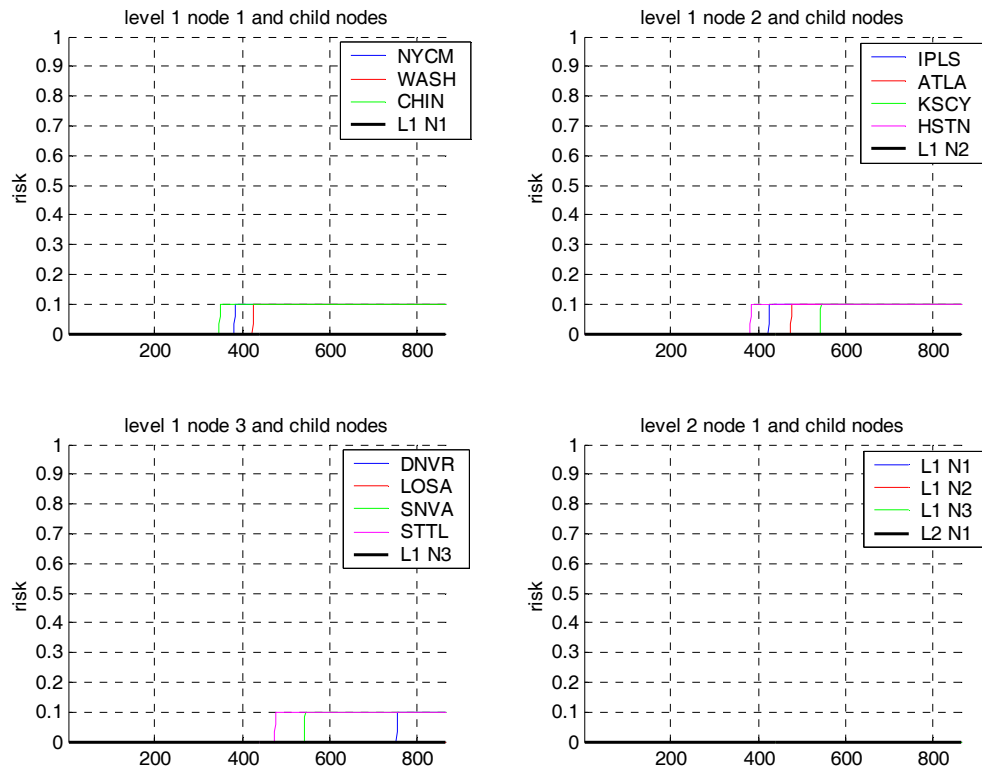 level 1 node 1 and child nodes
1
0.9
0.8
0.7
0.6
0.5
0.4
0.3
0.2
0.1
0
risk
200 400 600 800
NYCM
WASH
CHIN
L1 N1
level 1 node 2 and child nodes
1
0.9
0.8
0.7
0.6
0.5
0.4
0.3
0.2
0.1
0
risk
200 400 600 800
IPLS
ATLA
KSCY
HSTN
L1 N2
level 1 node 3 and child nodes
1
0.9
0.8
0.7
0.6
0.5
0.4
0.3
0.2
0.1
0
risk
200 400 600 800
DNVR
LOSA
SNVA
STTL
L1 N3
level 2 node 1 and child nodes
1
0.9
0.8
0.7
0.6
0.5
0.4
0.3
0.2
0.1
0
risk
200 400 600 800
L1 N1
L1 N2
L1 N3
L2 N1